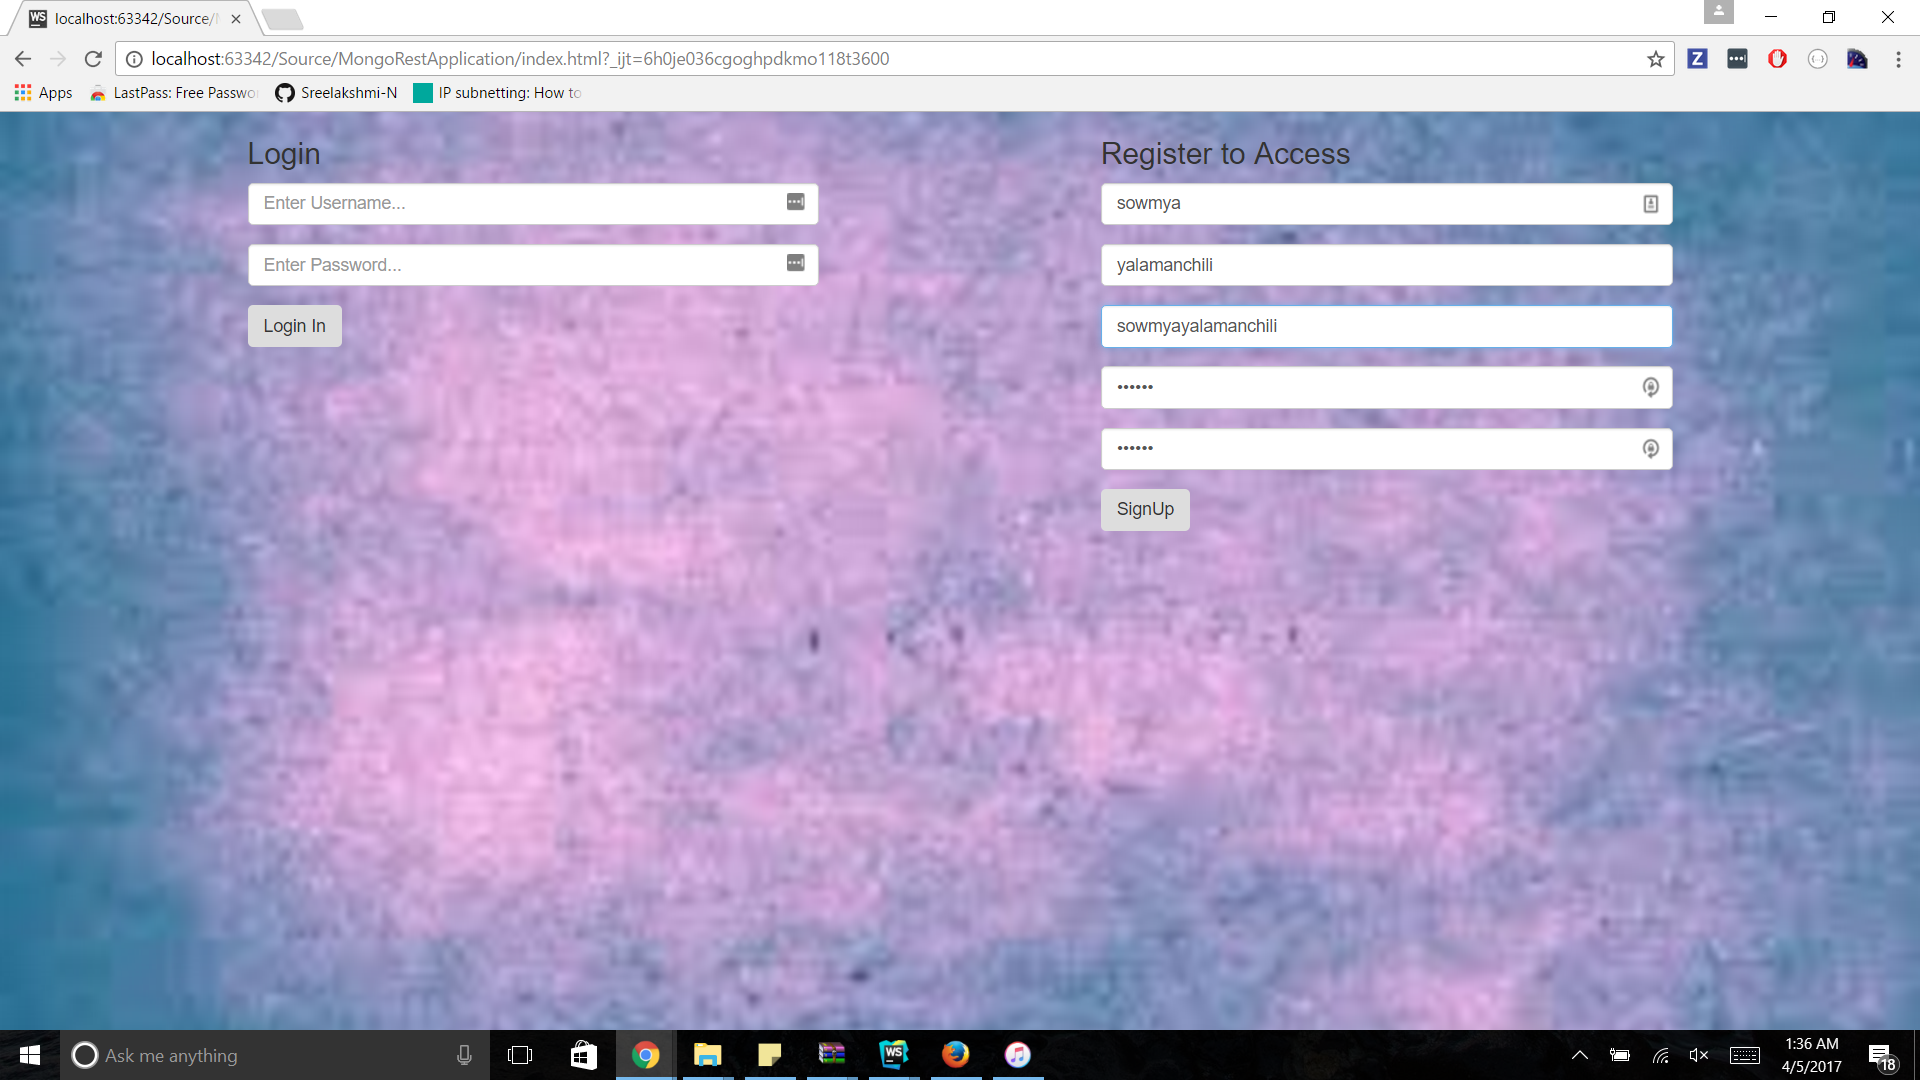 WS localhost:63342/Source/
localhost:63342/Source/MongoRestApplication/index.html?_ijt=6h0je036cgoghpdkmo118t3600
Z
Apps LastPass: Free Passwo Sreelakshmi-N IP subnetting: How to
Login
Enter Username...
Enter Password...
Login In
Register to Access
sowmya
yalamanchili
sowmyayalamanchili
••••••
••••••
SignUp
Ask me anything
WS
1:36 AM
4/5/2017
18